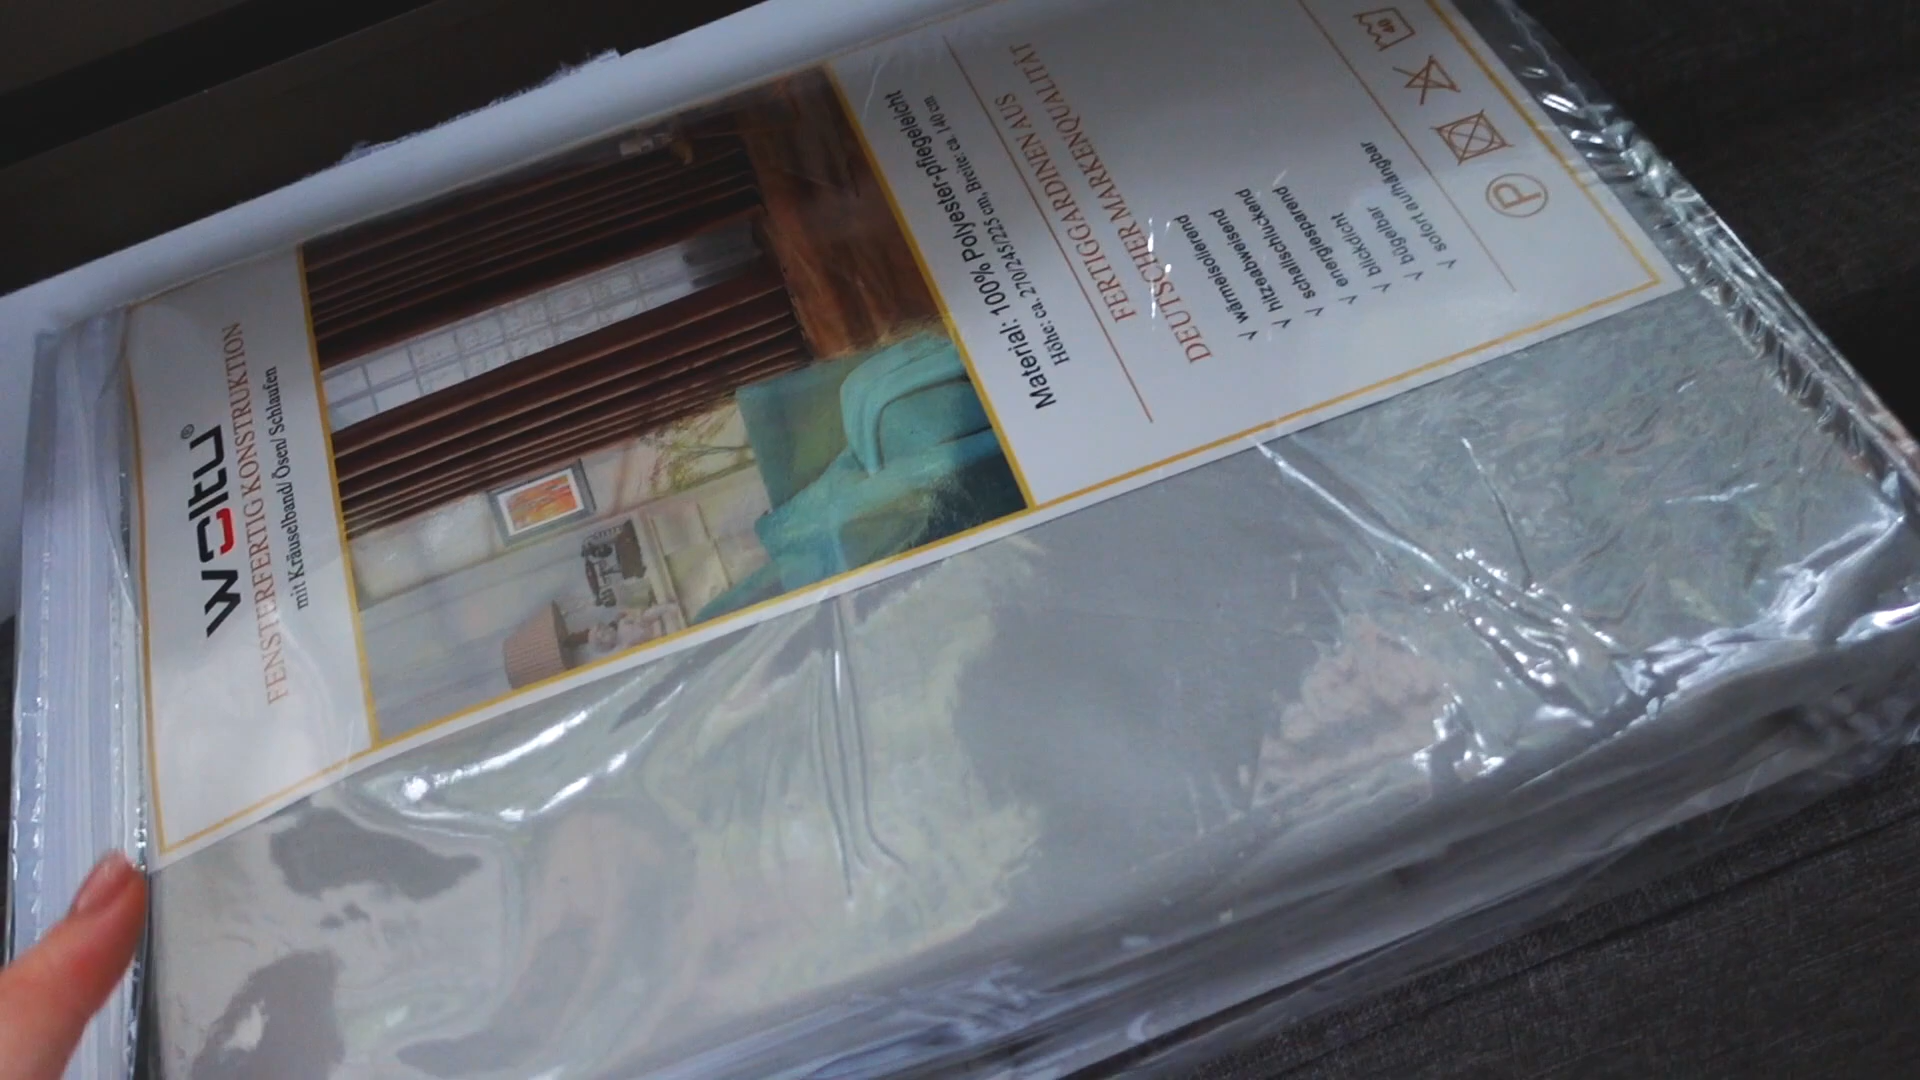 woltu®
FENSTERFERTIG KONSTRUKTION
mit Kräuselband/ Ösen/ Schlaufen
Material: 100% Polyester-pflegeleicht
Höhe: ca. 270/245/225 cm, Breite: ca. 140 cm
FERTIGGARDINEN AUS
DEUTSCHER MARKENQUALITÄT
√ wärmeisolierend
√ hitzeabweisend
√ schallschluckend
√ energiesparend
√ blickdicht
√ bügelbar
√ sofort aufhängbar
40
P